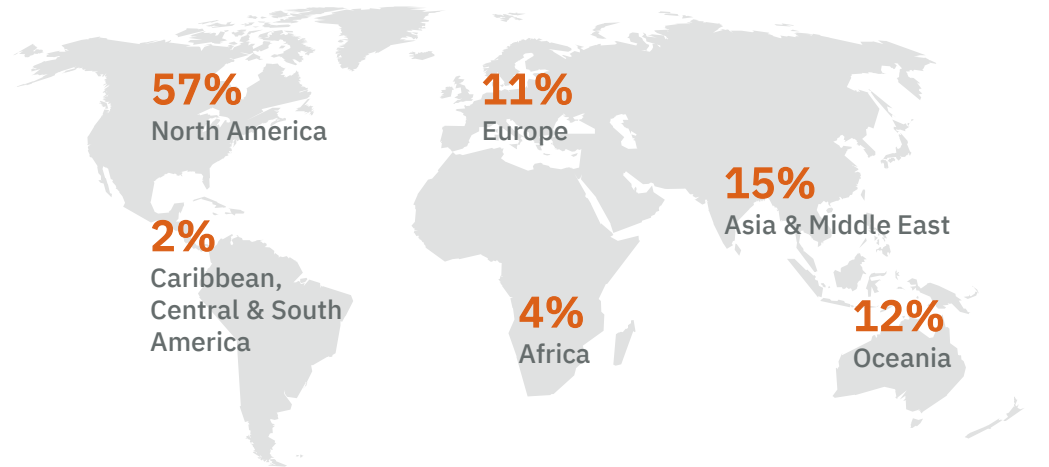 57%
North America
11%
Europe
15%
Asia & Middle East
2%
Caribbean,
Central & South
America
4%
Africa
12%
Oceania